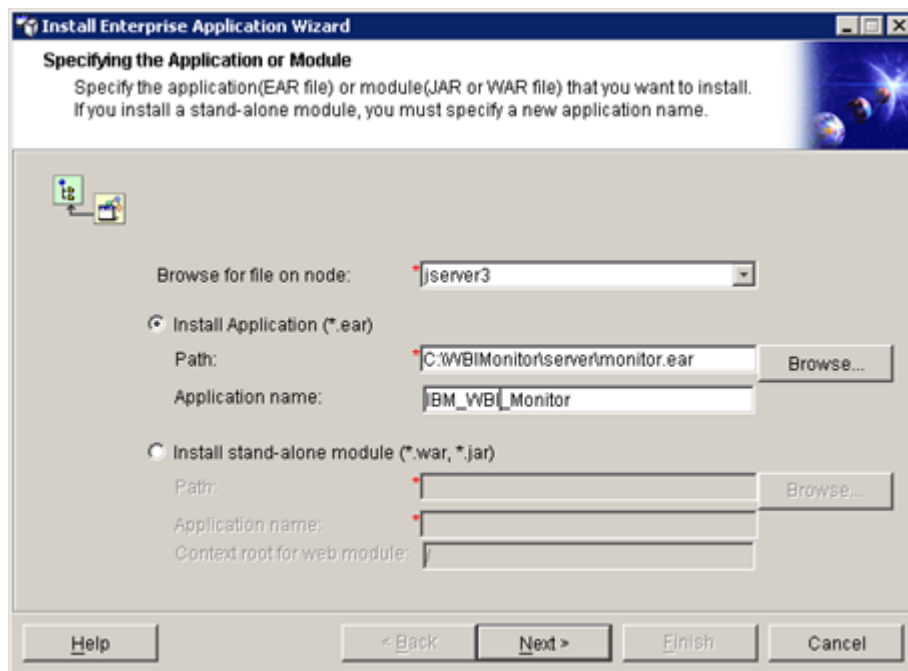 Install Enterprise Application Wizard
Specifying the Application or Module
Specify the application(EAR file) or module(JAR or WAR file) that you want to install.
If you install a stand-alone module, you must specify a new application name.
Browse for file on node: *jserver3
Install Application (*.ear)
Path: *C:\WBIMonitor\server\monitor.ear Browse...
Application name: IBM_WBI_Monitor
Install stand-alone module (*.war, *.jar)
Path: * Browse...
Application name: *
Context root for web module: /
Help < Back Next > Finish Cancel